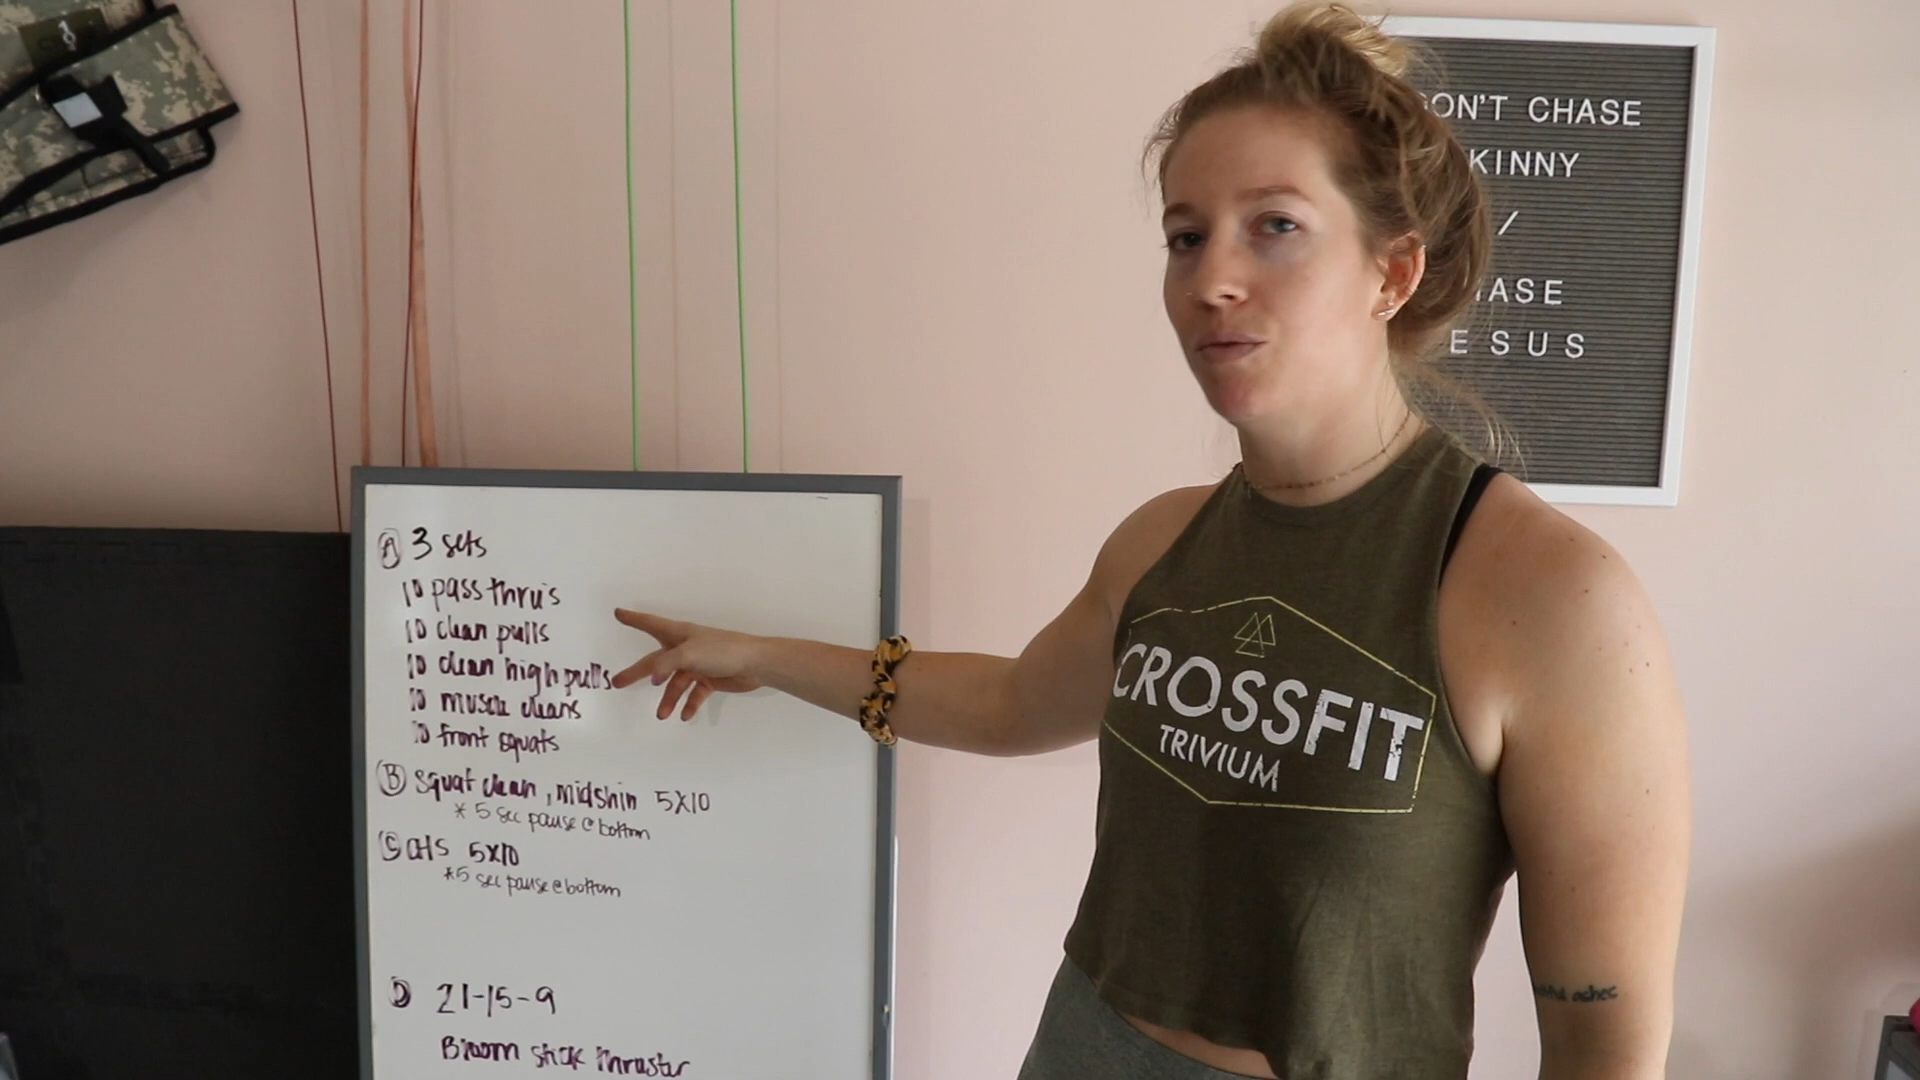 ON'T CHASE
KINNY
/
ASE
ESUS
Ⓐ 3 sets
10 pass thru's
10 clean pulls
10 clean high pulls
10 muscle cleans
10 front squats
Ⓑ squat clean, midshin 5x10
* 5 sec pause @ bottom
Ⓒ OHS 5x10
*5 sec pause @ bottom
D 21-15-9
Broom stick thruster
CROSSFIT
TRIVIUM
ashes